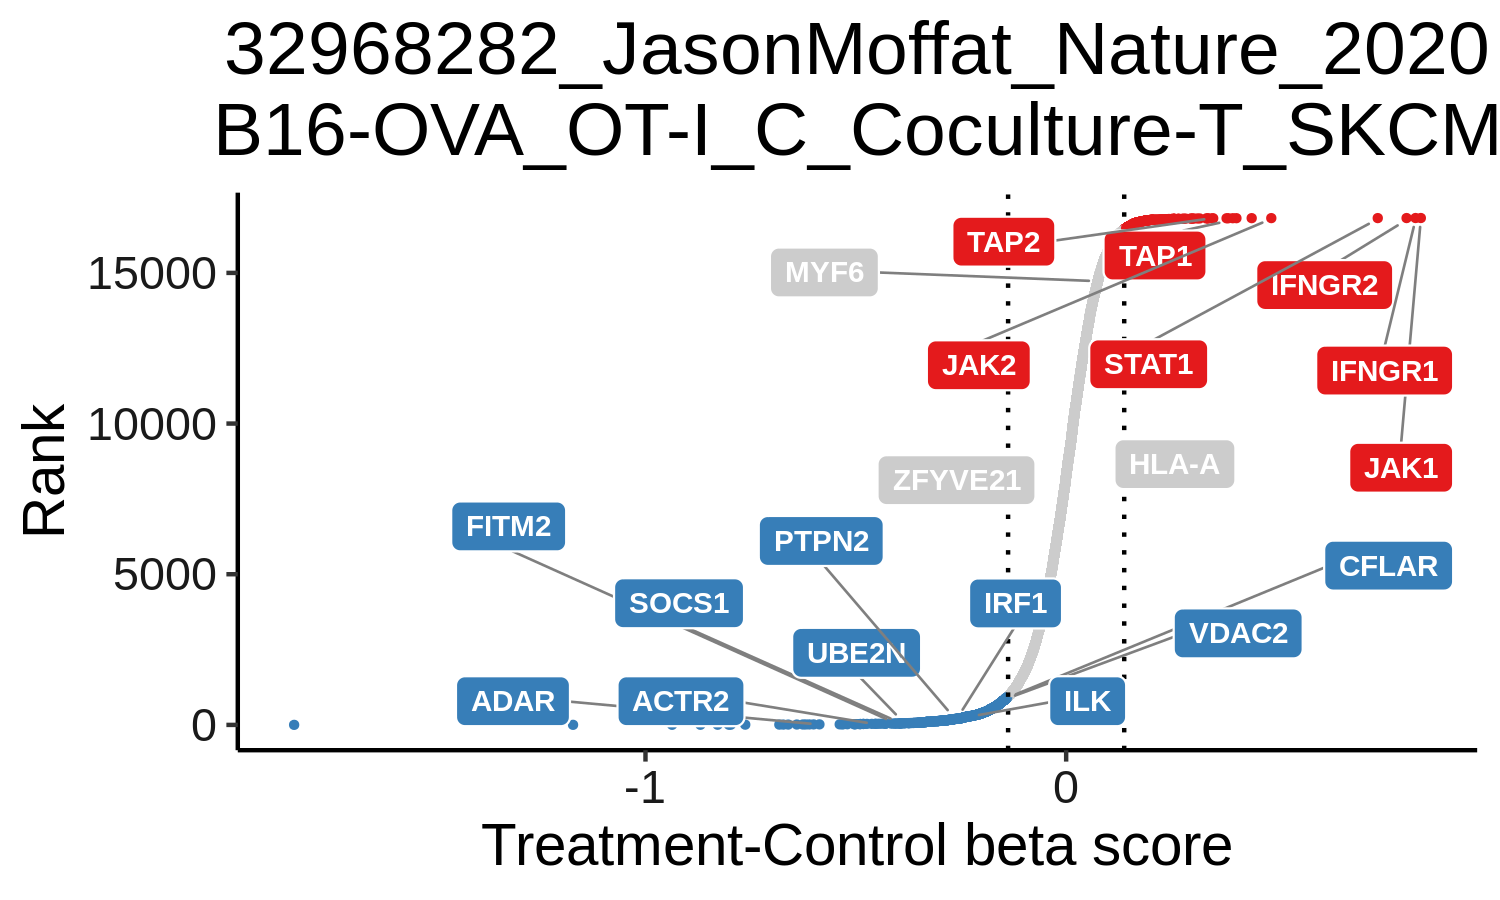 32968282_JasonMoffat_Nature_2020
B16-OVA_OT-I_C_Coculture-T_SKCM
Rank
15000
10000
5000
0
TAP2
TAP1
MYF6
IFNGR2
JAK2
STAT1
IFNGR1
ZFYVE21
HLA-A
JAK1
FITM2
PTPN2
CFLAR
SOCS1
IRF1
UBE2N
VDAC2
ADAR
ACTR2
ILK
-1
0
Treatment-Control beta score